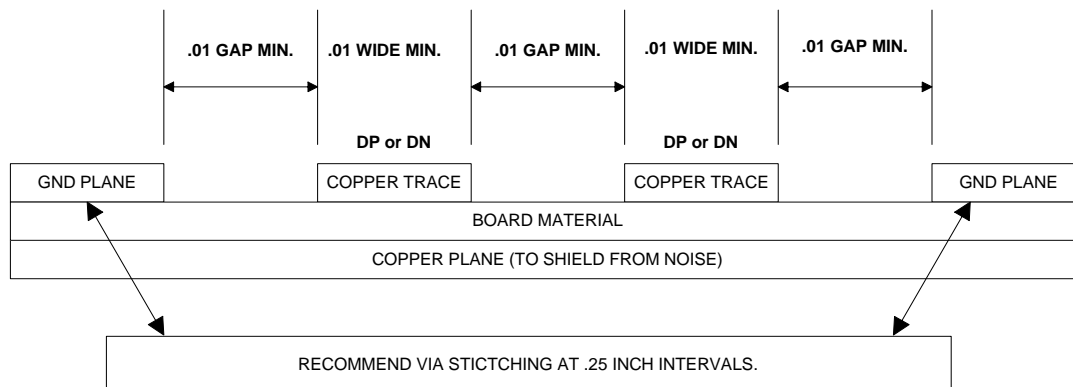 .01 GAP MIN.
.01 WIDE MIN.
.01 GAP MIN.
.01 WIDE MIN.
.01 GAP MIN.
DP or DN
DP or DN
GND PLANE
COPPER TRACE
COPPER TRACE
GND PLANE
BOARD MATERIAL
COPPER PLANE (TO SHIELD FROM NOISE)
RECOMMEND VIA STICTCHING AT .25 INCH INTERVALS.